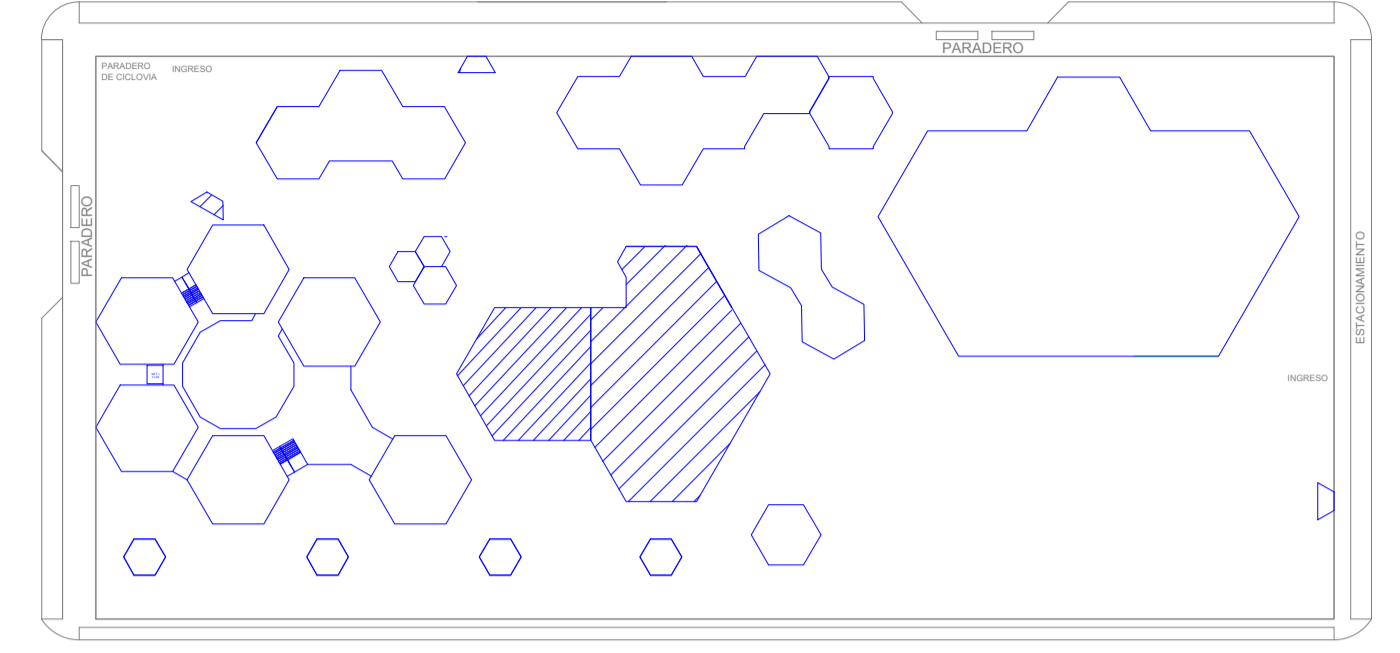 PARADERO
PARADERO
DE CICLOVIA
INGRESO
PARADERO
ESTACIONAMIENTO
INGRESO